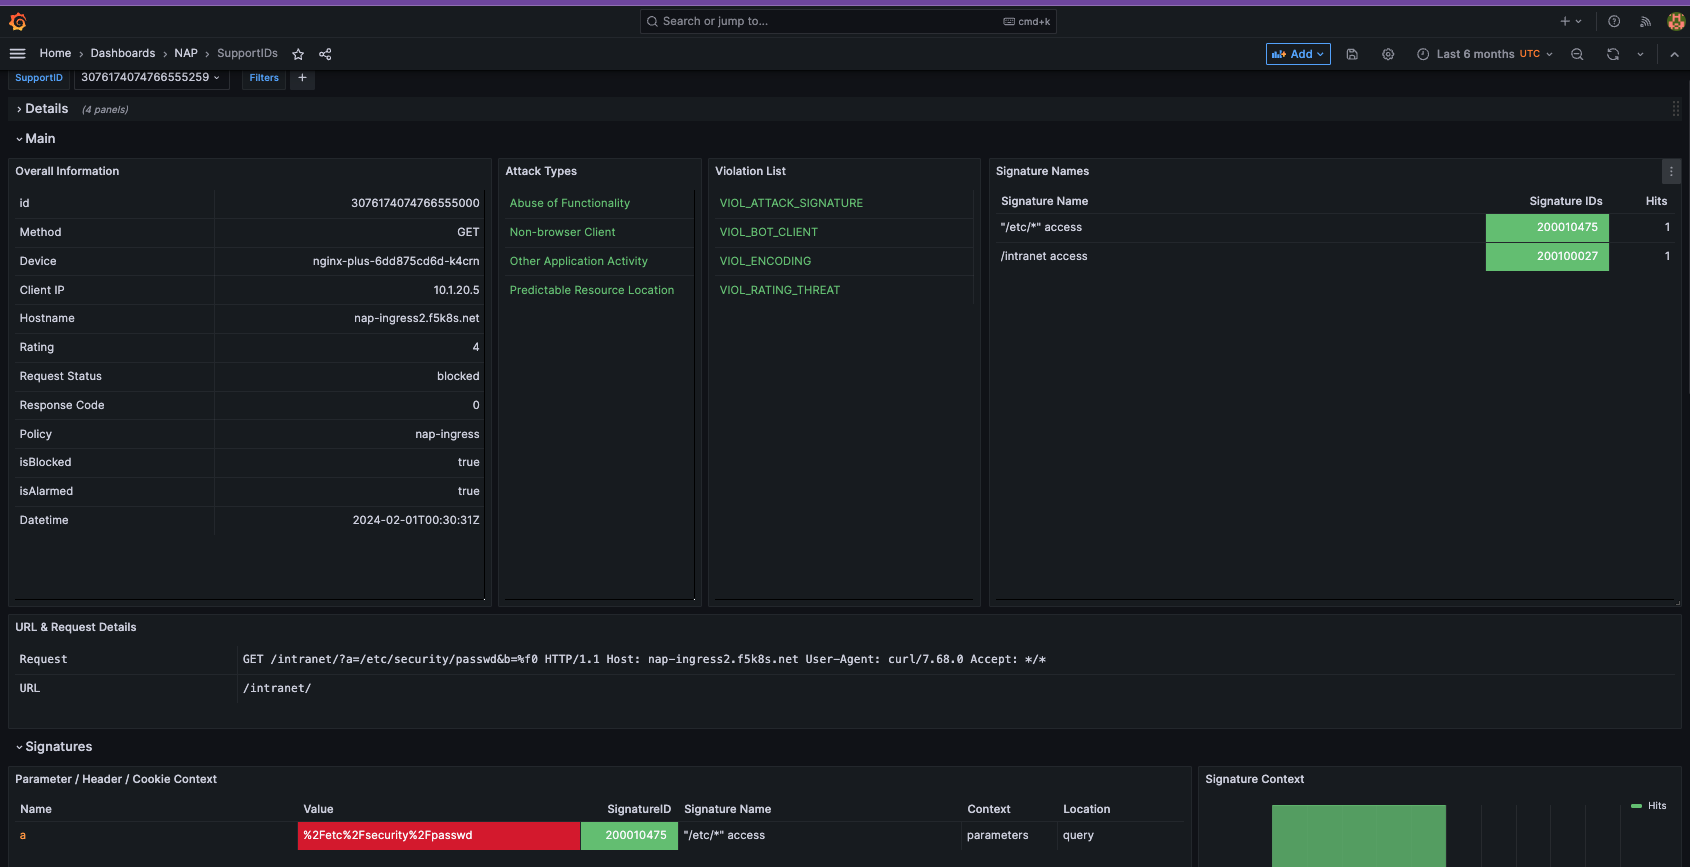 Search or jump to...
cmd+k
Home › Dashboards › NAP › SupportIDs
Add
Last 6 months UTC
SupportID
3076174074766555259
Filters
+
Details (4 panels)
Main
Overall Information
id 3076174074766555000
Method GET
Device nginx-plus-6dd875cd6d-k4crn
Client IP 10.1.20.5
Hostname nap-ingress2.f5k8s.net
Rating 4
Request Status blocked
Response Code 0
Policy nap-ingress
isBlocked true
isAlarmed true
Datetime 2024-02-01T00:30:31Z
Attack Types
Abuse of Functionality
Non-browser Client
Other Application Activity
Predictable Resource Location
Violation List
VIOL_ATTACK_SIGNATURE
VIOL_BOT_CLIENT
VIOL_ENCODING
VIOL_RATING_THREAT
Signature Names
Signature Name Signature IDs Hits
"/etc/*" access 200010475 1
/intranet access 200100027 1
URL & Request Details
Request GET /intranet/?a=/etc/security/passwd&b=%f0 HTTP/1.1 Host: nap-ingress2.f5k8s.net User-Agent: curl/7.68.0 Accept: */*
URL /intranet/
Signatures
Parameter / Header / Cookie Context
Name Value SignatureID Signature Name Context Location
a %2Fetc%2Fsecurity%2Fpasswd 200010475 "/etc/*" access parameters query
Signature Context
Hits